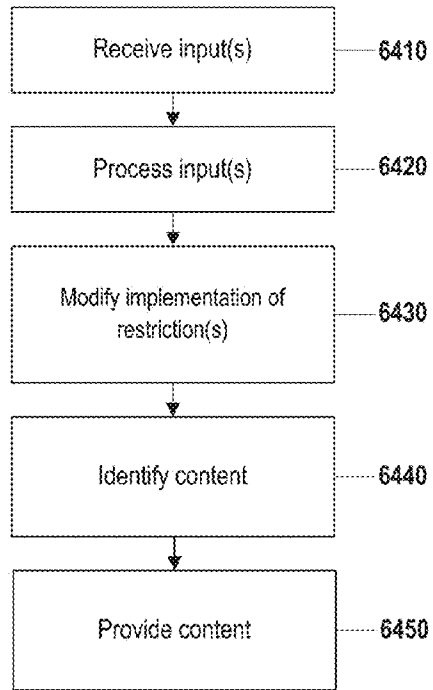 Receive input(s) 6410
Process input(s) 6420
Modify implementation of
restriction(s) 6430
Identify content 6440
Provide content 6450